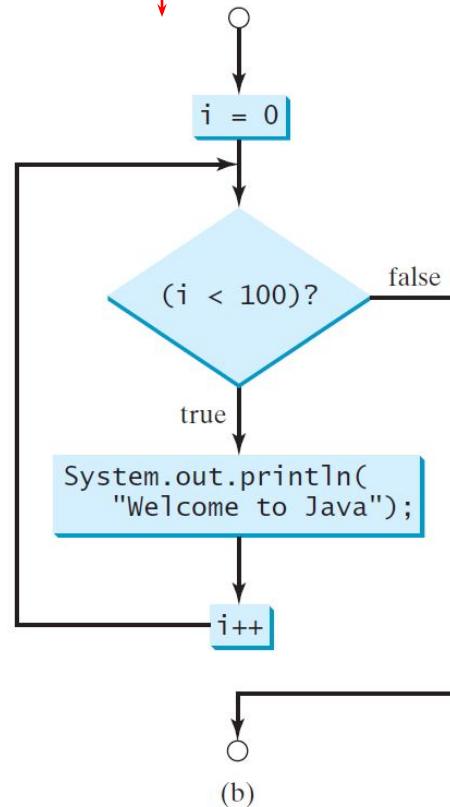 i = 0
(i < 100)?
false
true
System.out.println(
"Welcome to Java");
i++
(b)